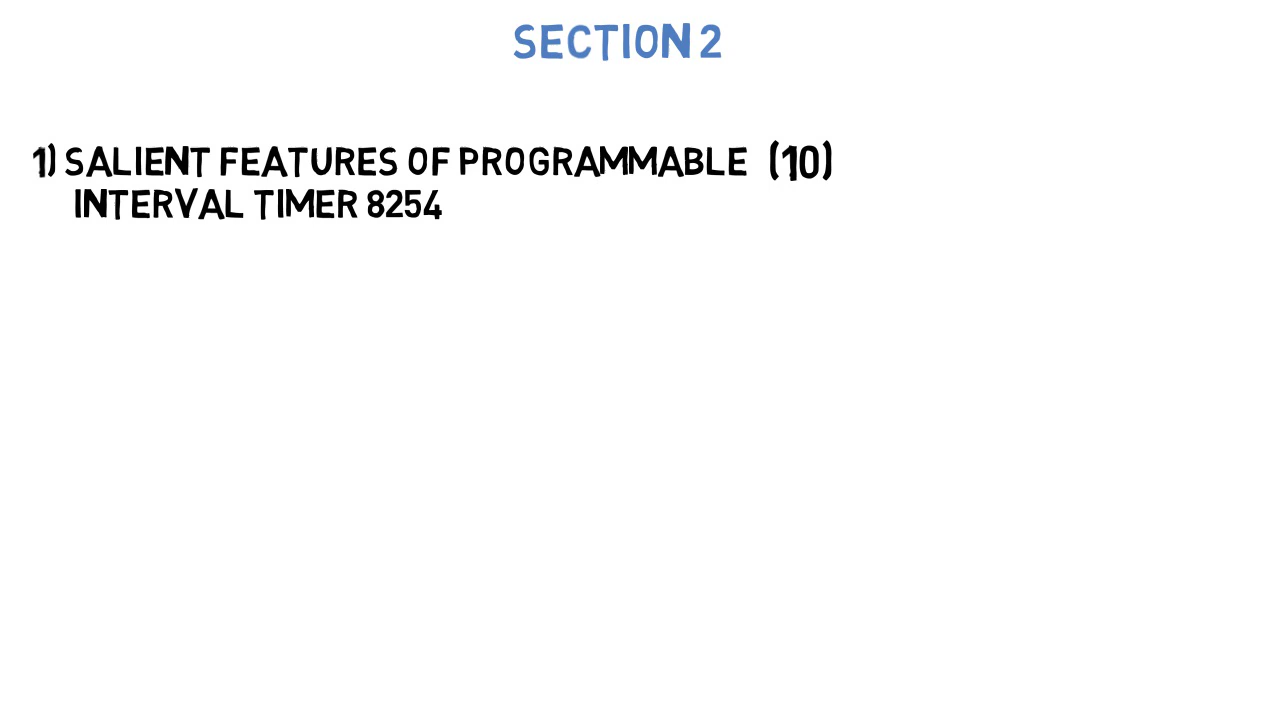 SECTION 2
1) SALIENT FEATURES OF PROGRAMMABLE (10)
INTERVAL TIMER 8254